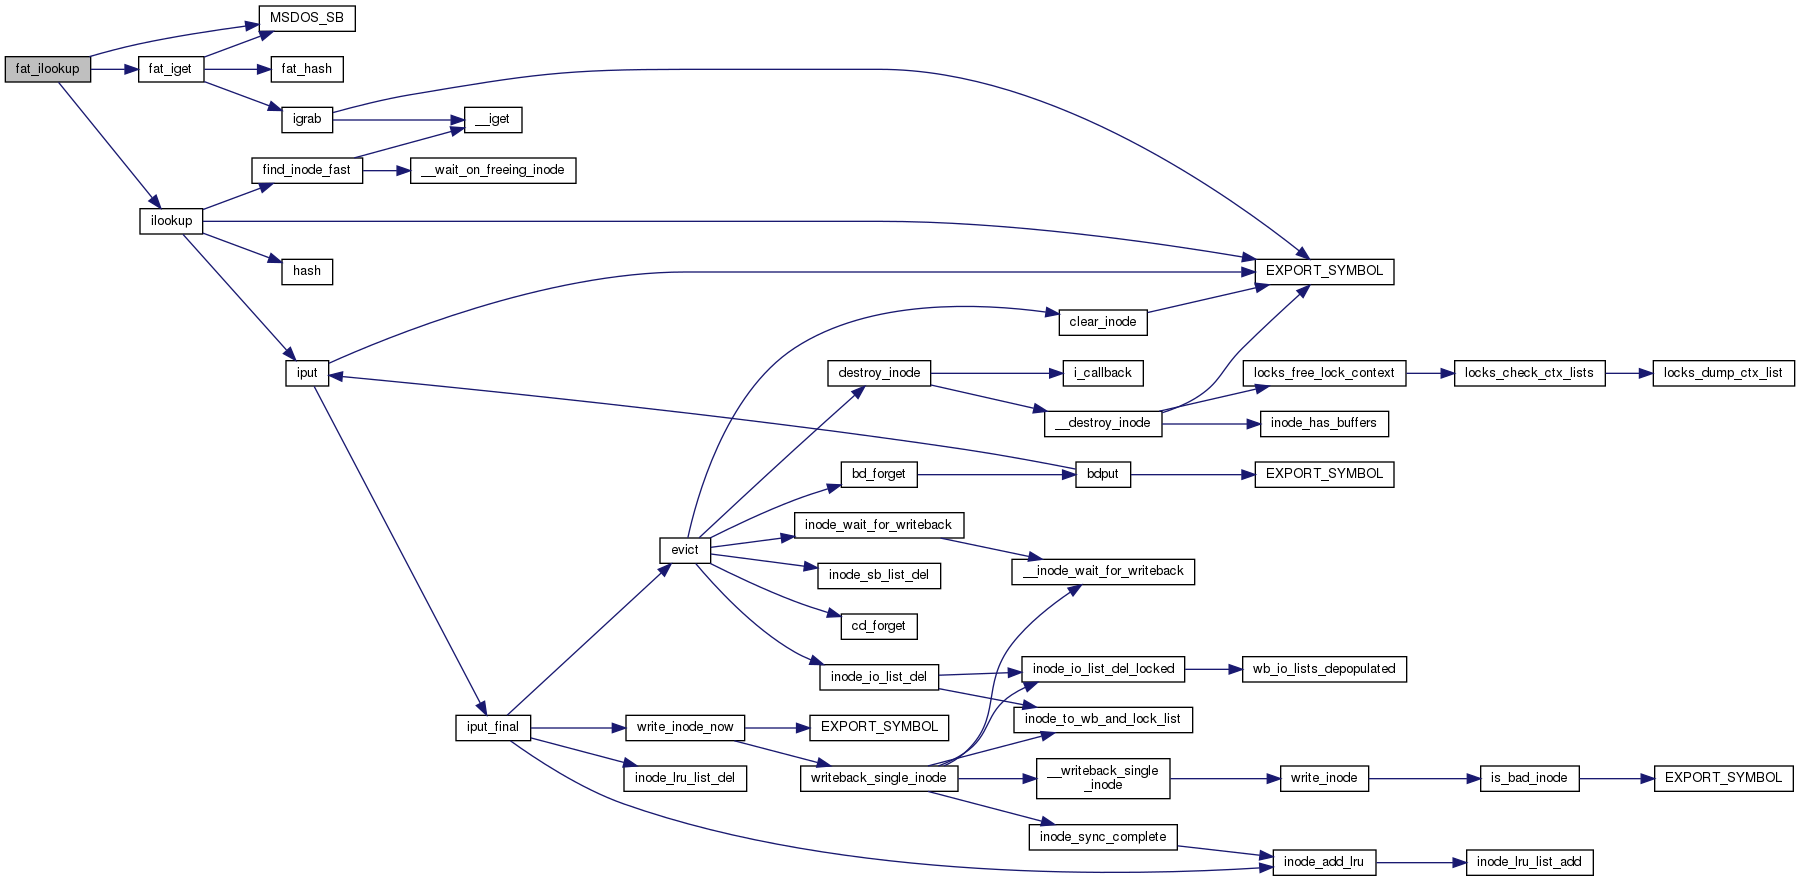 MSDOS_SB
fat_ilookup
fat_iget
fat_hash
igrab
__iget
find_inode_fast
__wait_on_freeing_inode
ilookup
hash
EXPORT_SYMBOL
clear_inode
iput
destroy_inode
i_callback
locks_free_lock_context
locks_check_ctx_lists
locks_dump_ctx_list
__destroy_inode
inode_has_buffers
bd_forget
bdput
EXPORT_SYMBOL
inode_wait_for_writeback
evict
__inode_wait_for_writeback
inode_sb_list_del
cd_forget
inode_io_list_del
inode_io_list_del_locked
wb_io_lists_depopulated
inode_to_wb_and_lock_list
iput_final
write_inode_now
EXPORT_SYMBOL
inode_lru_list_del
writeback_single_inode
__writeback_single
_inode
write_inode
is_bad_inode
EXPORT_SYMBOL
inode_sync_complete
inode_add_lru
inode_lru_list_add